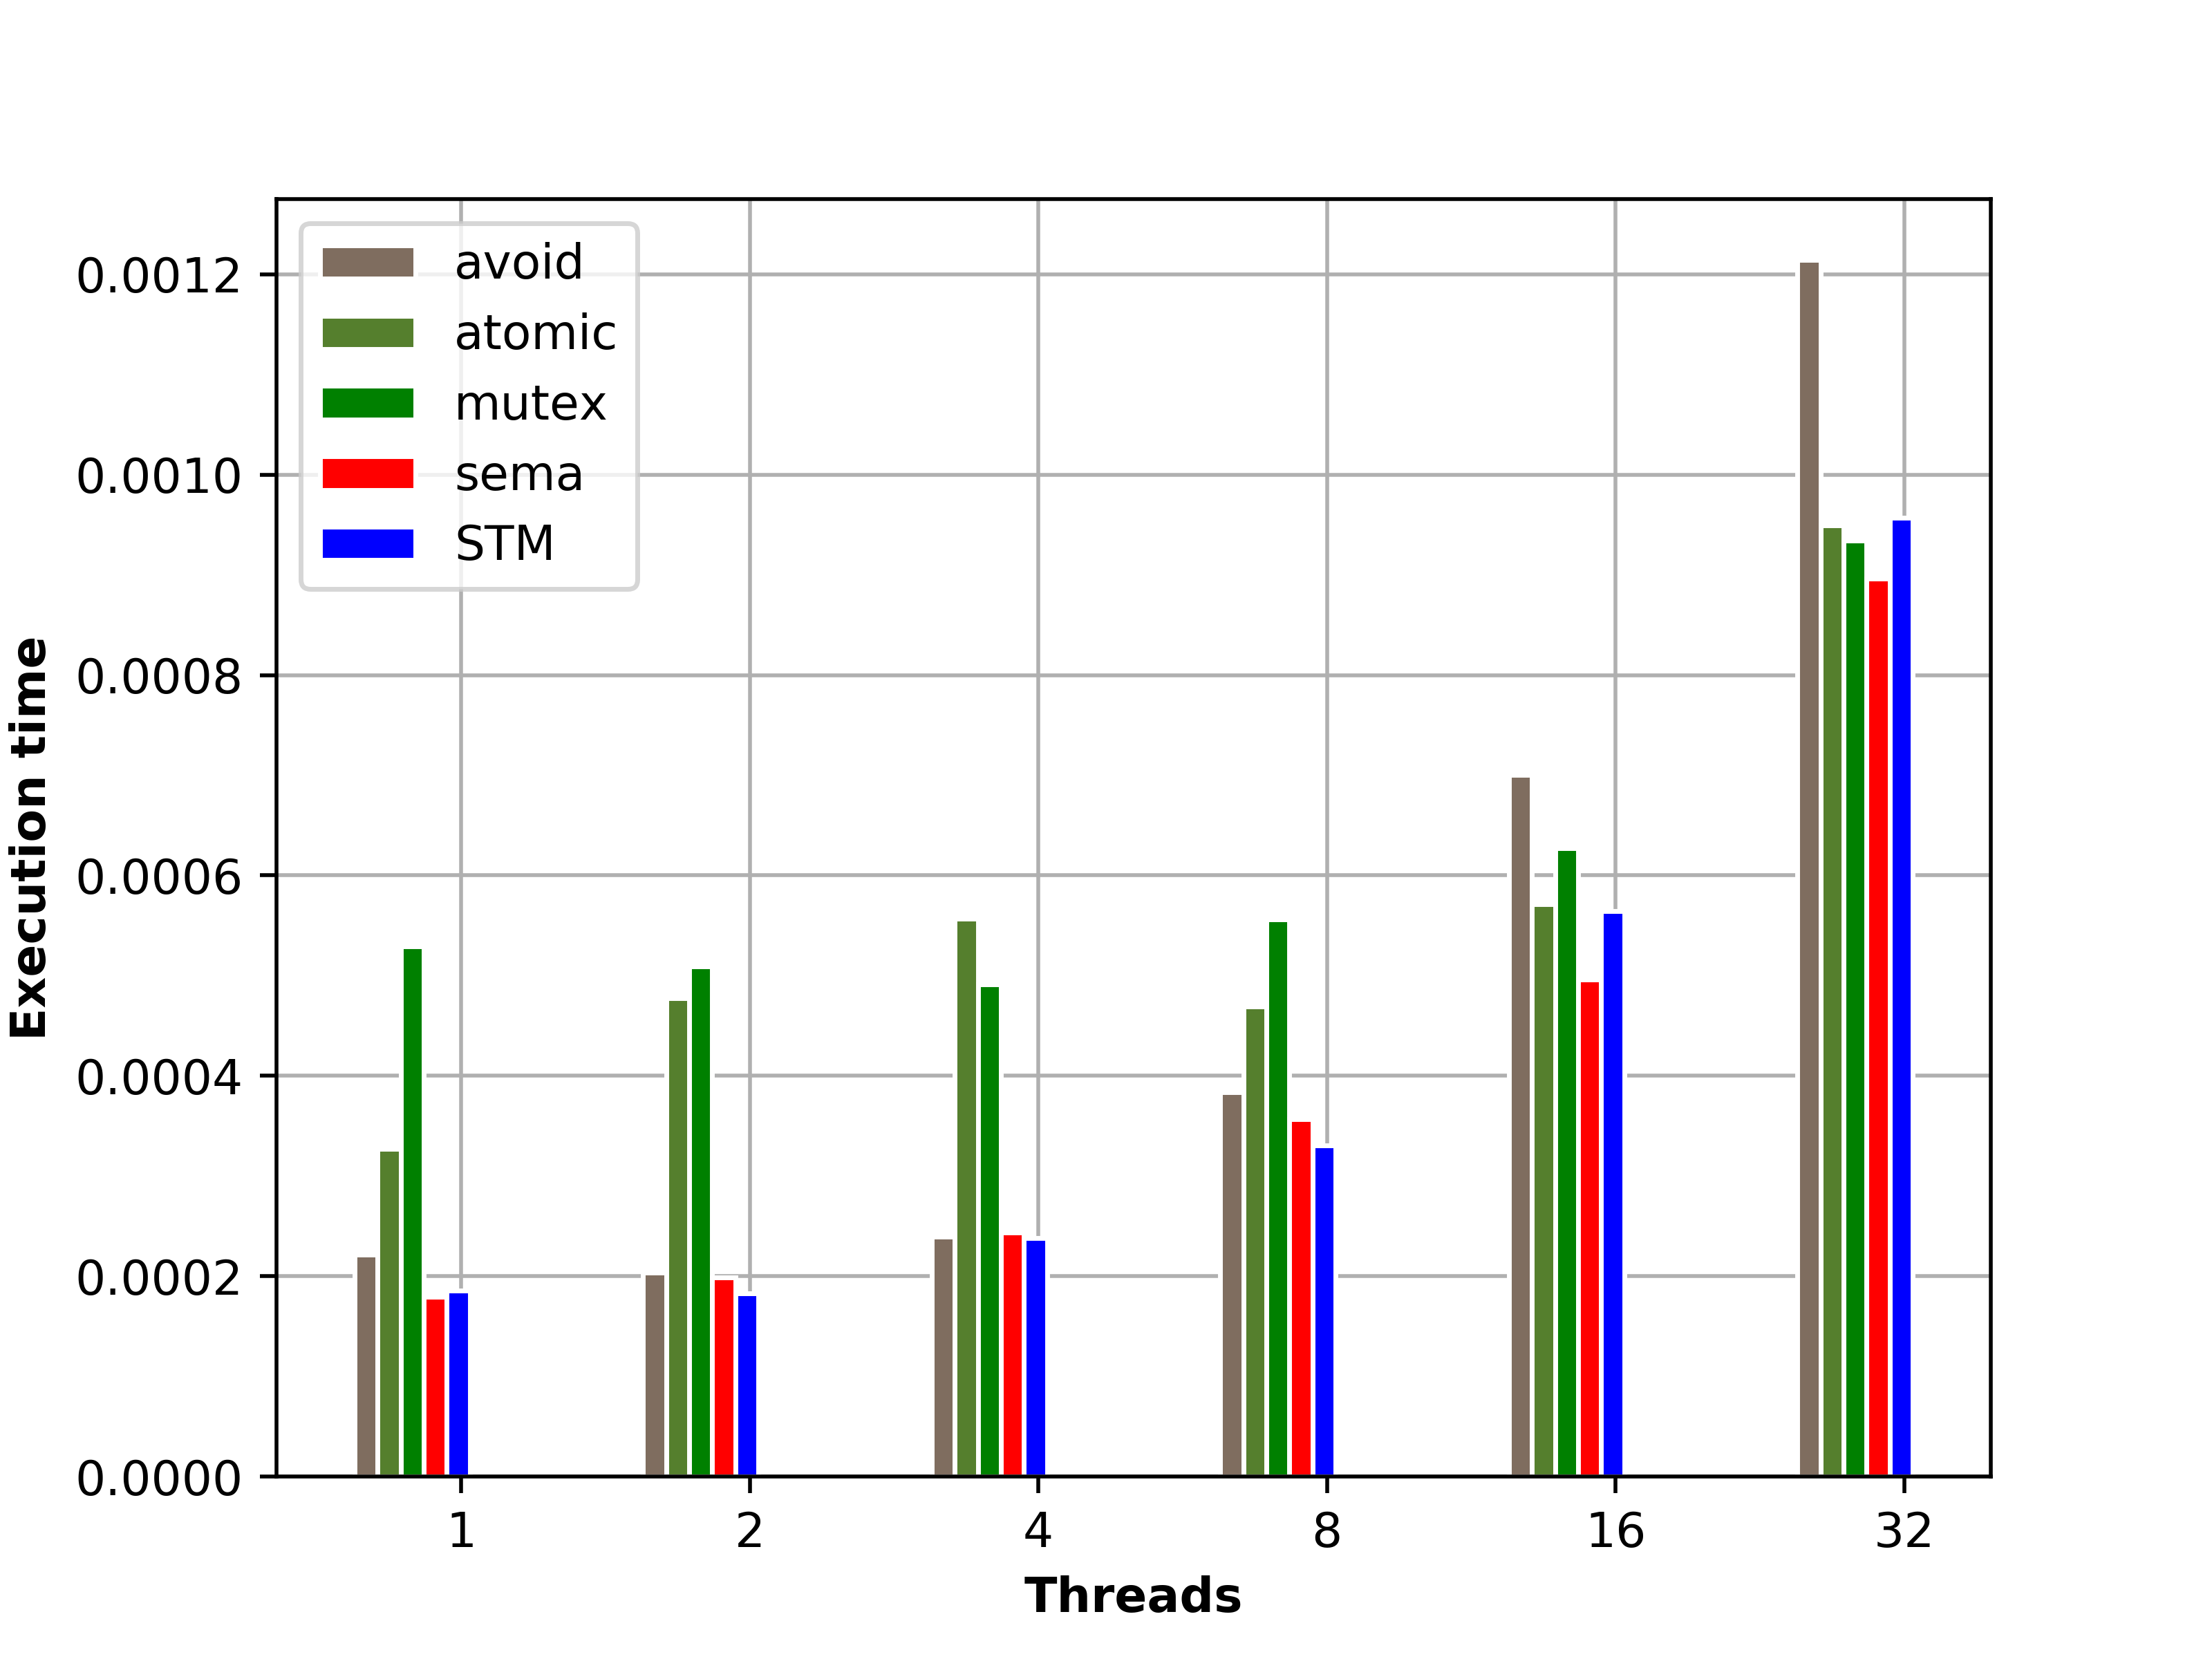 avoid
atomic
mutex
sema
STM
0.0012
0.0010
0.0008
0.0006
0.0004
0.0002
0.0000
Execution time
1 2 4 8 16 32
Threads